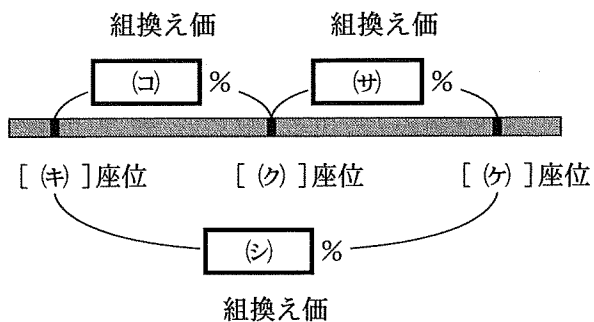 組換え価 組換え価
(コ) % (サ) %
[ (キ) ]座位 [ (ク) ]座位 [ (ケ) ]座位
(シ) %
組換え価